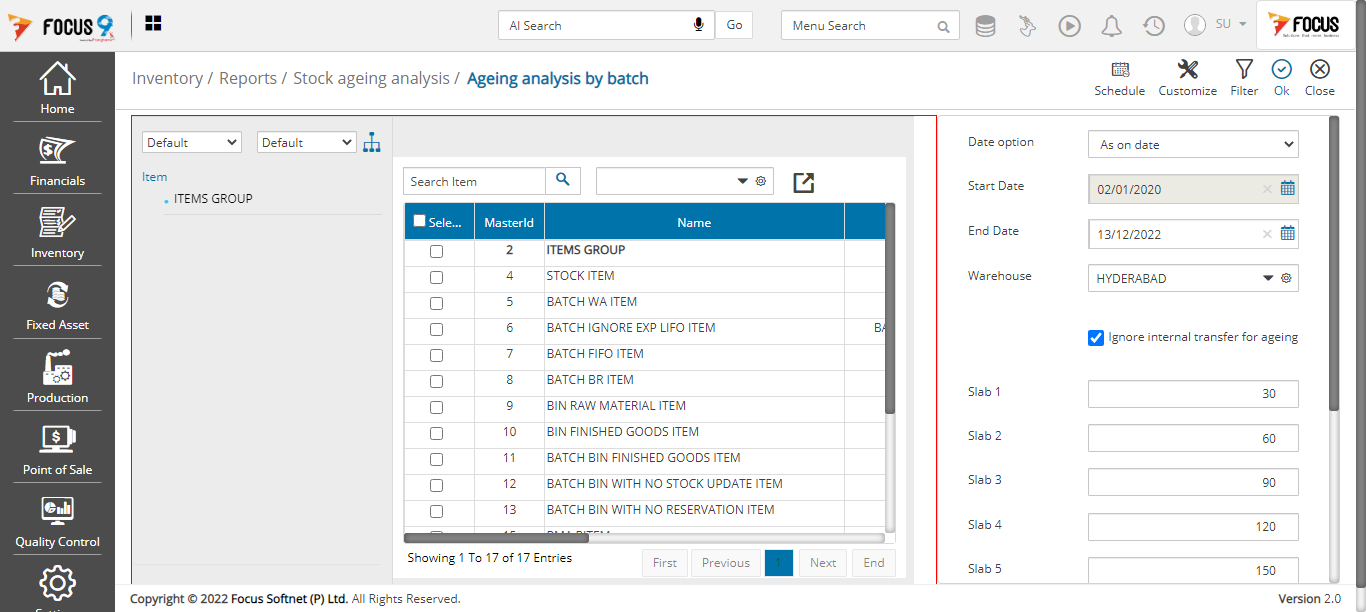 FOCUS 9
AI Search
Go
Menu Search
SU
FOCUS
Home
Financials
Inventory
Fixed Asset
Production
Point of Sale
Quality Control
Inventory / Reports / Stock ageing analysis / Ageing analysis by batch
Schedule
Customize
Filter
Ok
Close
Default
Default
Item
ITEMS GROUP
Search Item
Sele... MasterId Name
2 ITEMS GROUP
4 STOCK ITEM
5 BATCH WA ITEM
6 BATCH IGNORE EXP LIFO ITEM BA
7 BATCH FIFO ITEM
8 BATCH BR ITEM
9 BIN RAW MATERIAL ITEM
10 BIN FINISHED GOODS ITEM
11 BATCH BIN FINISHED GOODS ITEM
12 BATCH BIN WITH NO STOCK UPDATE ITEM
13 BATCH BIN WITH NO RESERVATION ITEM
Showing 1 To 17 of 17 Entries
First
Previous
1
Next
End
Date option As on date
Start Date 02/01/2020
End Date 13/12/2022
Warehouse HYDERABAD
Ignore internal transfer for ageing
Slab 1 30
Slab 2 60
Slab 3 90
Slab 4 120
Slab 5 150
Copyright © 2022 Focus Softnet (P) Ltd. All Rights Reserved.
Version 2.0